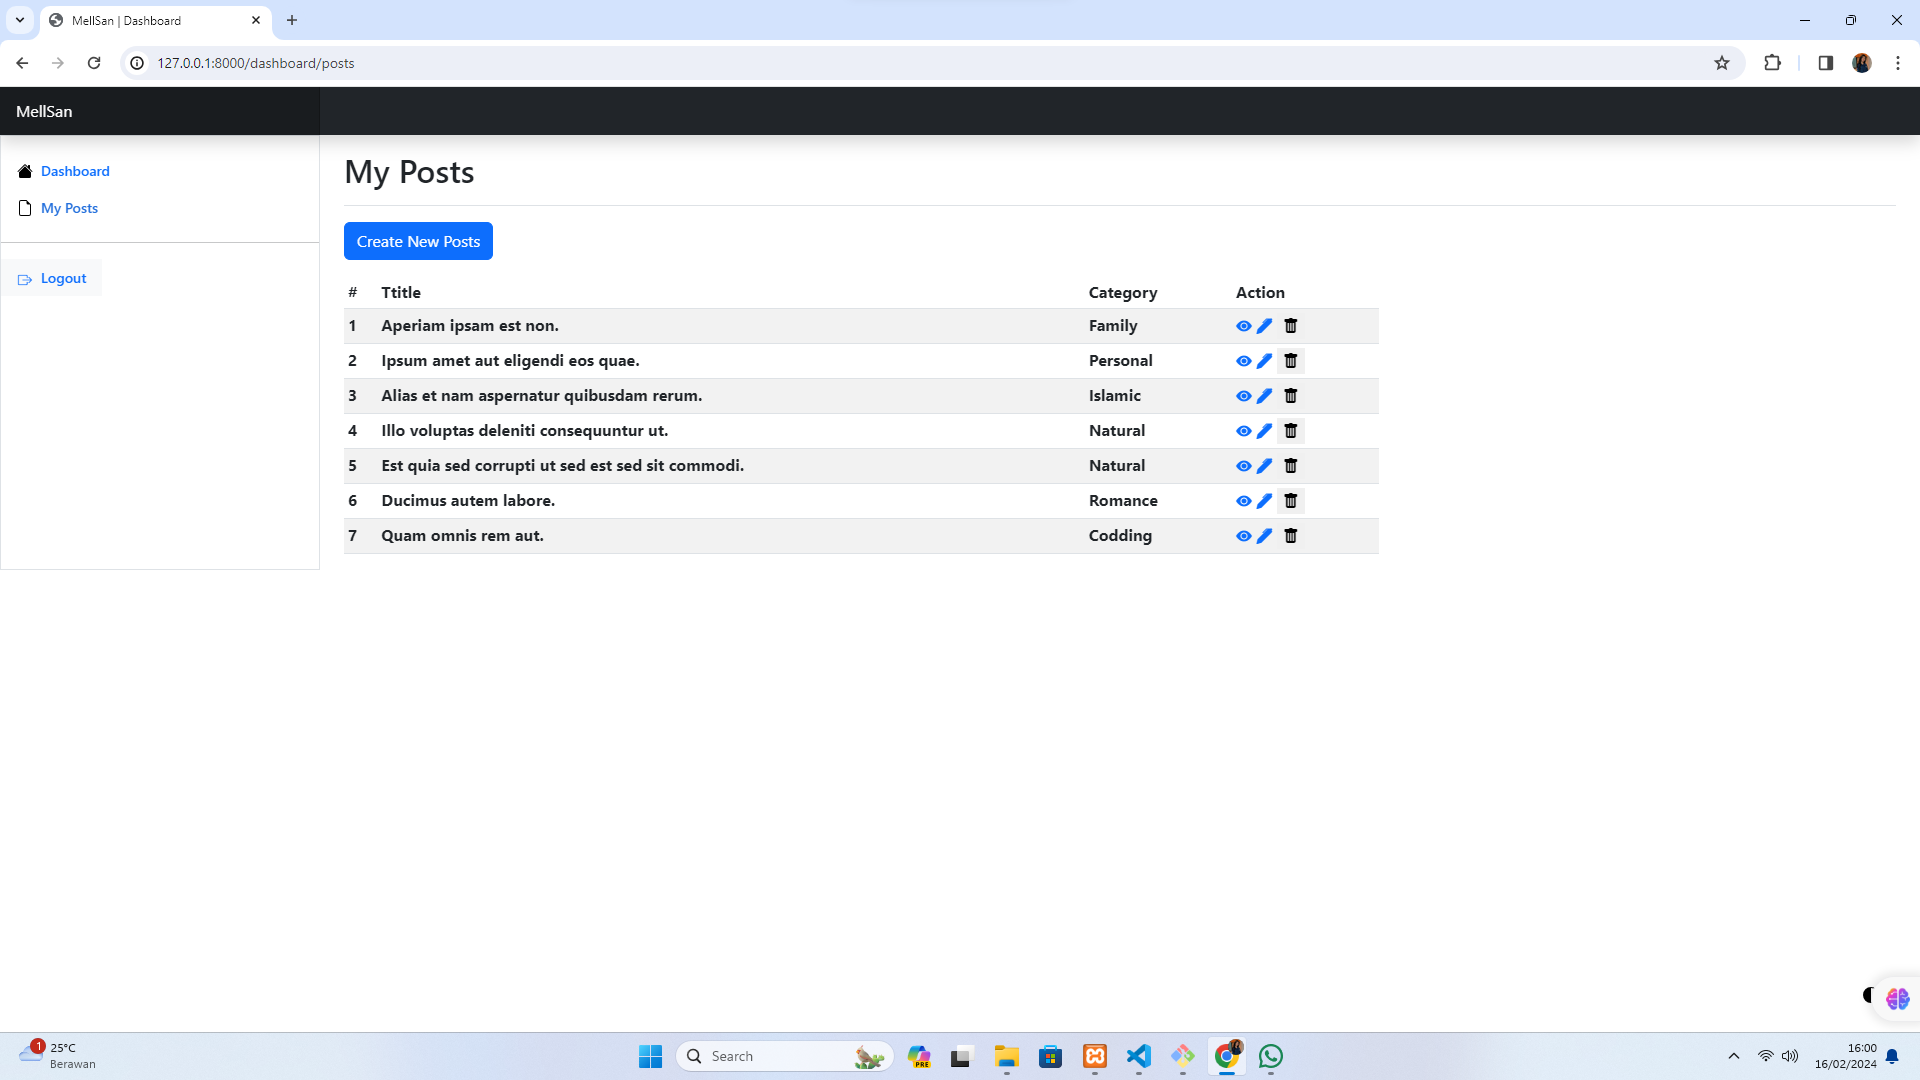 MellSan | Dashboard
127.0.0.1:8000/dashboard/posts
MellSan
Dashboard
My Posts
Logout
My Posts
Create New Posts
# Ttitle Category Action
1 Aperiam ipsam est non. Family
2 Ipsum amet aut eligendi eos quae. Personal
3 Alias et nam aspernatur quibusdam rerum. Islamic
4 Illo voluptas deleniti consequuntur ut. Natural
5 Est quia sed corrupti ut sed est sed sit commodi. Natural
6 Ducimus autem labore. Romance
7 Quam omnis rem aut. Codding
1
25°C
Berawan
Search
PRE
16:00
16/02/2024